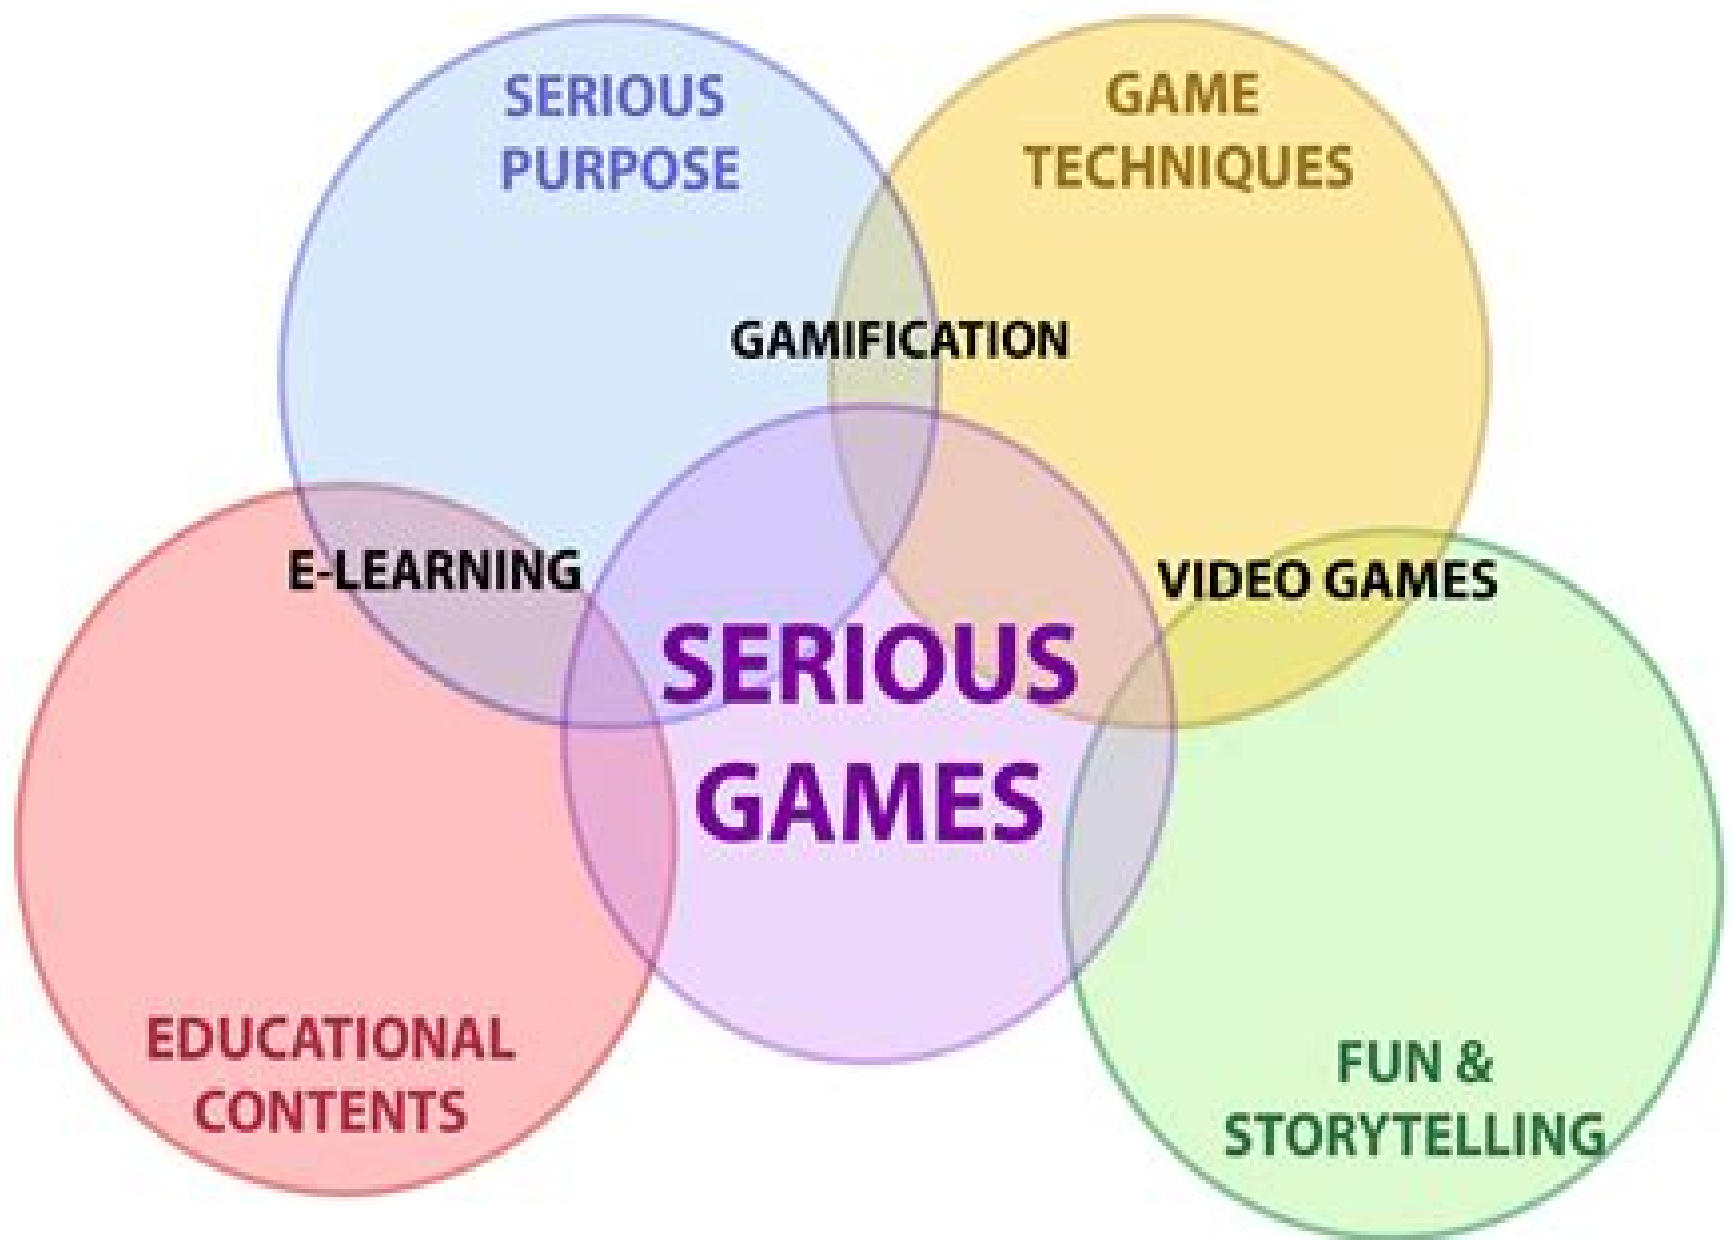 SERIOUS
PURPOSE
GAME
TECHNIQUES
GAMIFICATION
E-LEARNING
VIDEO GAMES
SERIOUS
GAMES
EDUCATIONAL
CONTENTS
FUN &
STORYTELLING